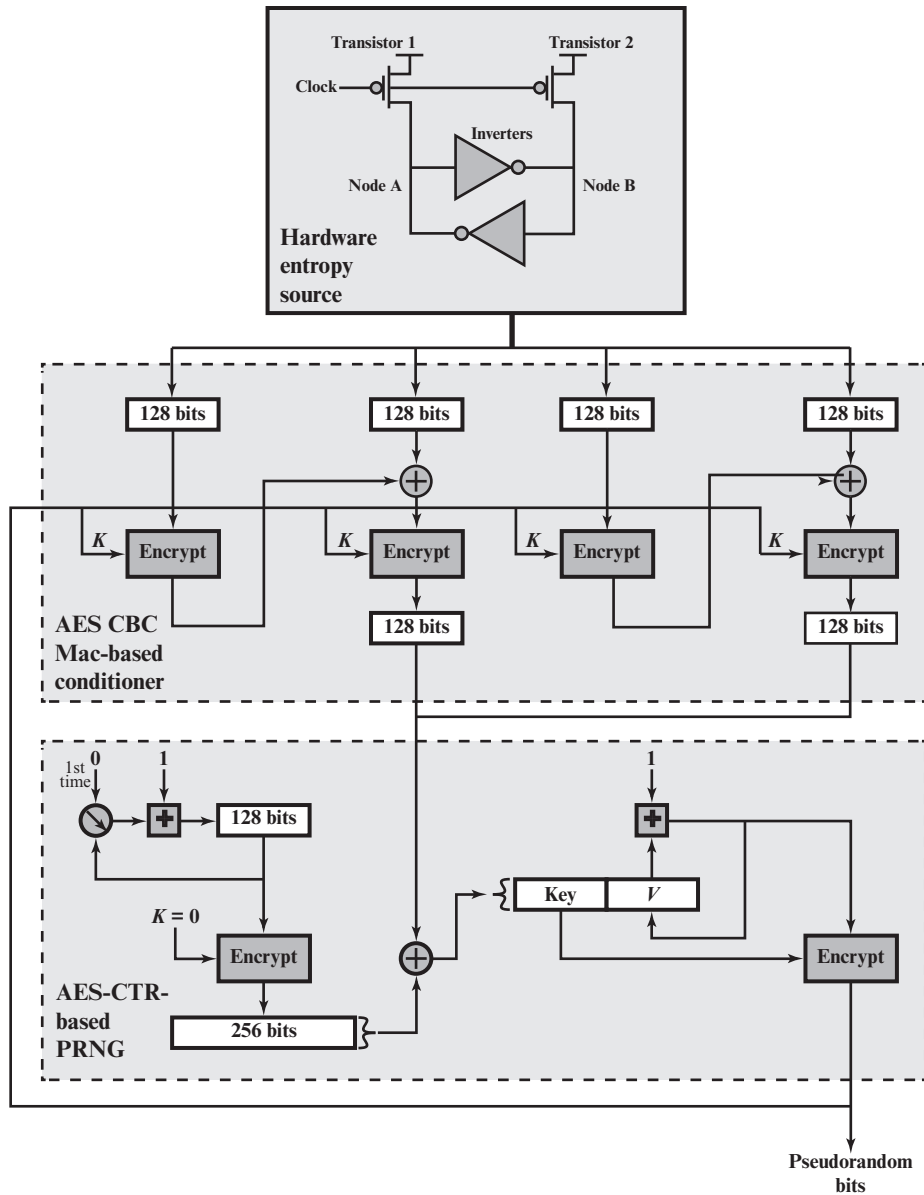 Transistor 1
Transistor 2
Clock
Inverters
Node A
Node B
Hardware
entropy
source
128 bits
128 bits
128 bits
128 bits
K
Encrypt
K
Encrypt
K
Encrypt
K
Encrypt
128 bits
128 bits
AES CBC
Mac-based
conditioner
0
1
1st
time
128 bits
1
Key
V
K = 0
Encrypt
Encrypt
256 bits
AES-CTR-
based
PRNG
Pseudorandom
bits